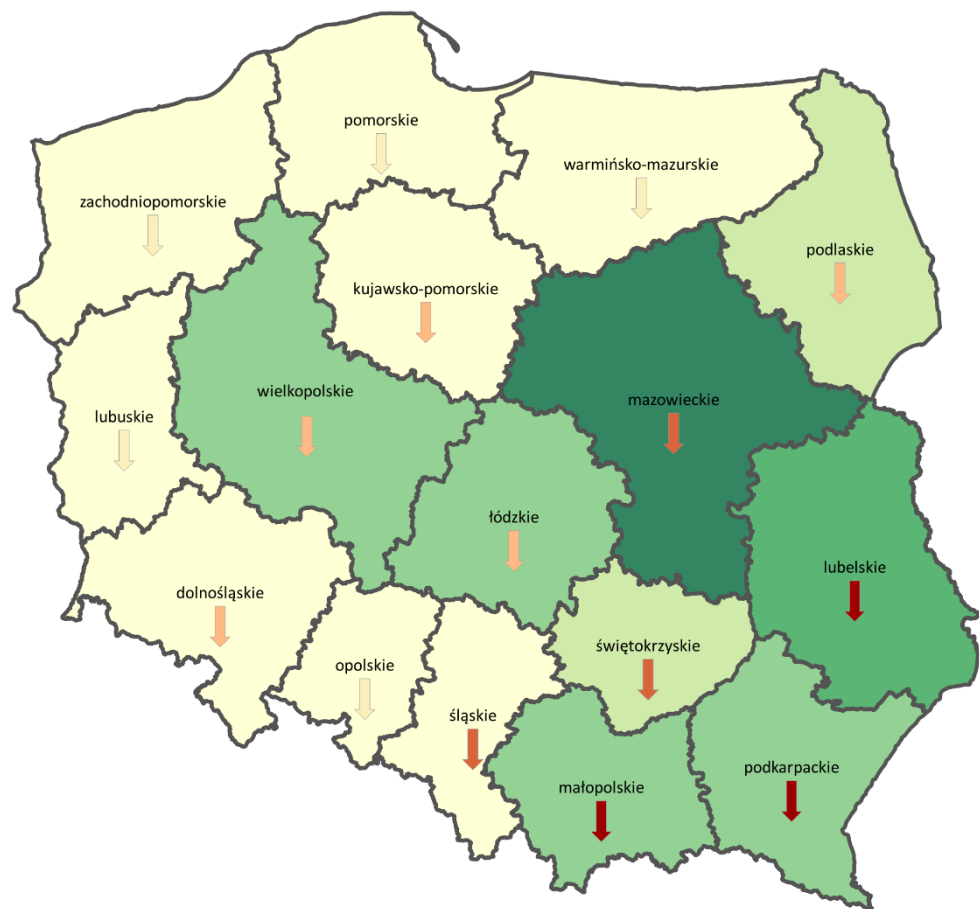 pomorskie
warmińsko-mazurskie
zachodniopomorskie
podlaskie
kujawsko-pomorskie
wielkopolskie
mazowieckie
lubuskie
łódzkie
lubelskie
dolnośląskie
świętokrzyskie
opolskie
śląskie
podkarpackie
małopolskie